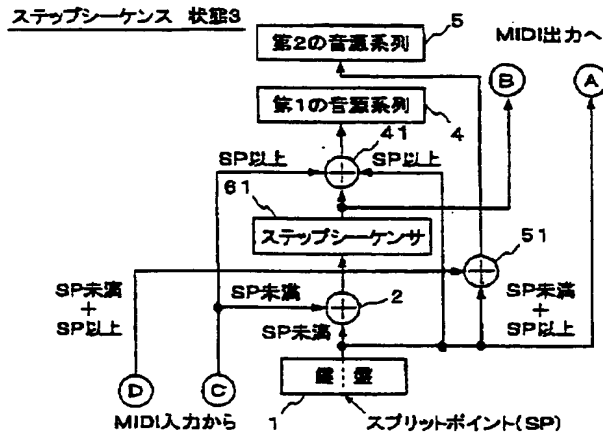 ステップシーケンス 状態3
第2の音源系列
5
MIDI出力へ
B
A
第1の音源系列
4
41
SP以上
SP以上
61
ステップシーケンサ
51
SP未満
+
SP以上
SP未満
2
SP未満
SP未満
+
SP以上
D
C
鍵盤
MIDI入力から
1
スプリットポイント(SP)